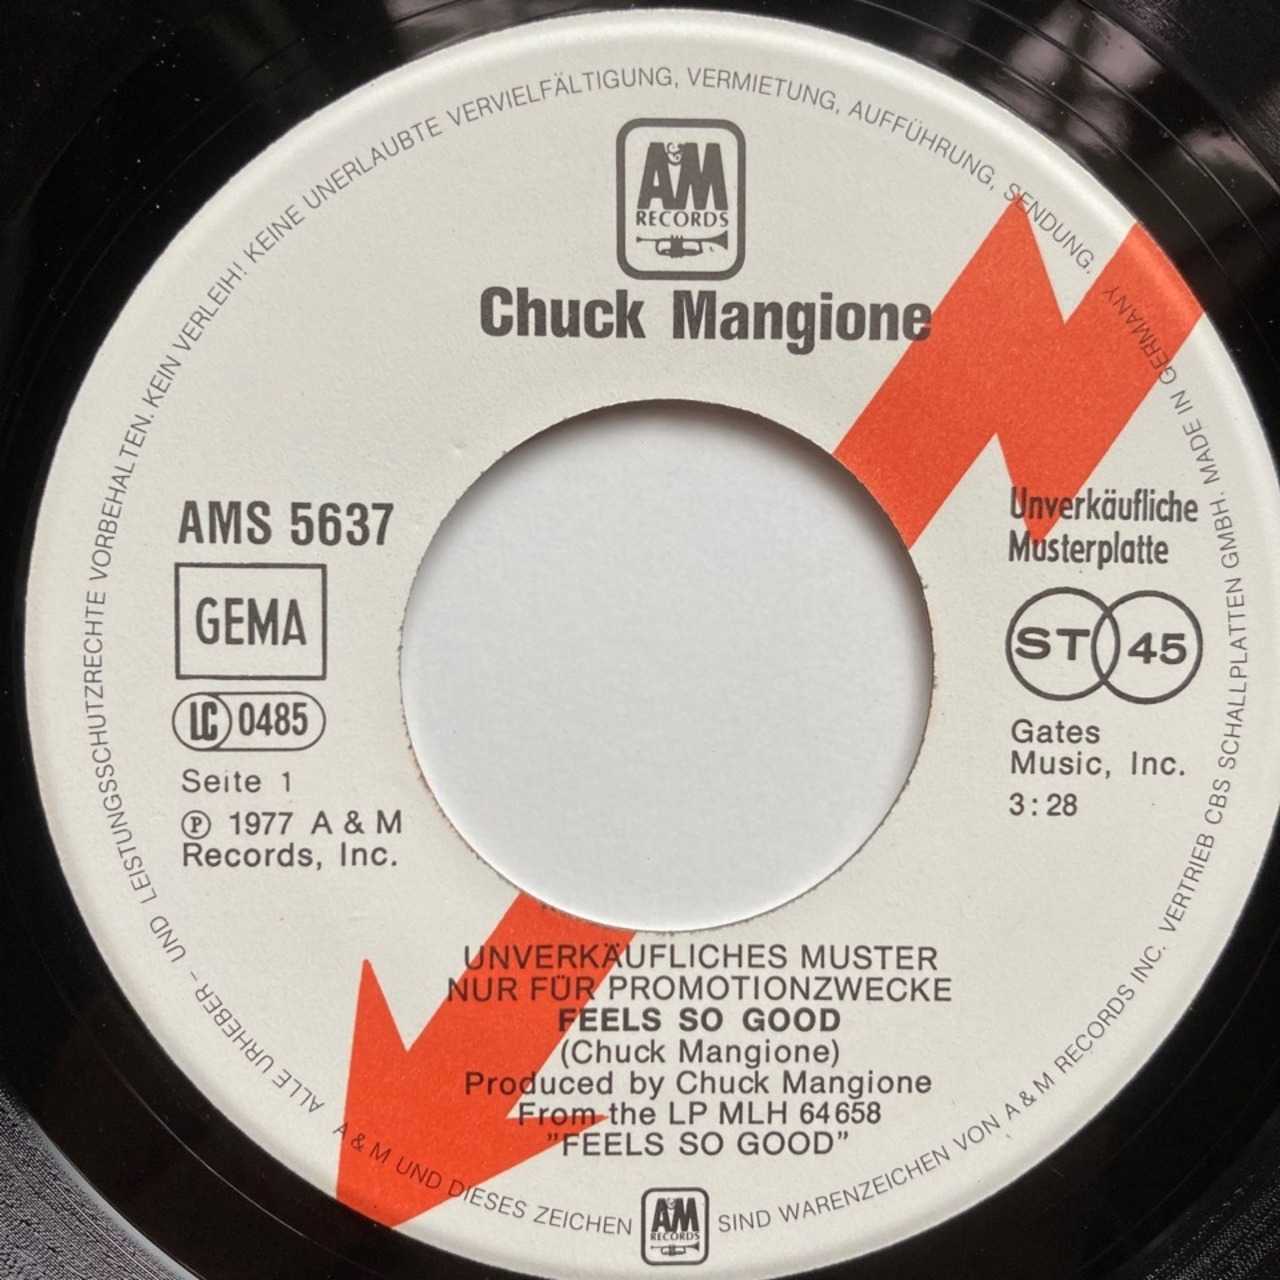 ALLE URHEBER - UND LEISTUNGSSCHUTZRECHTE VORBEHALTEN. KEIN VERLEIH! KEINE UNERLAUBTE VERVIELFÄLTIGUNG, VERMIETUNG, AUFFÜHRUNG, SENDUNG.
A&M
RECORDS
Chuck Mangione
AMS 5637
GEMA
LC 0485
Seite 1
Ⓟ 1977 A & M
Records, Inc.
Unverkäufliche
Musterplatte
ST 45
Gates
Music, Inc.
3:28
UNVERKÄUFLICHES MUSTER
NUR FÜR PROMOTIONZWECKE
FEELS SO GOOD
(Chuck Mangione)
Produced by Chuck Mangione
From the LP MLH 64 658
"FEELS SO GOOD"
A & M UND DIESES ZEICHEN A&M RECORDS SIND WARENZEICHEN VON A & M RECORDS INC. VERTRIEB CBS SCHALLPLATTEN GMBH. MADE IN GERMANY